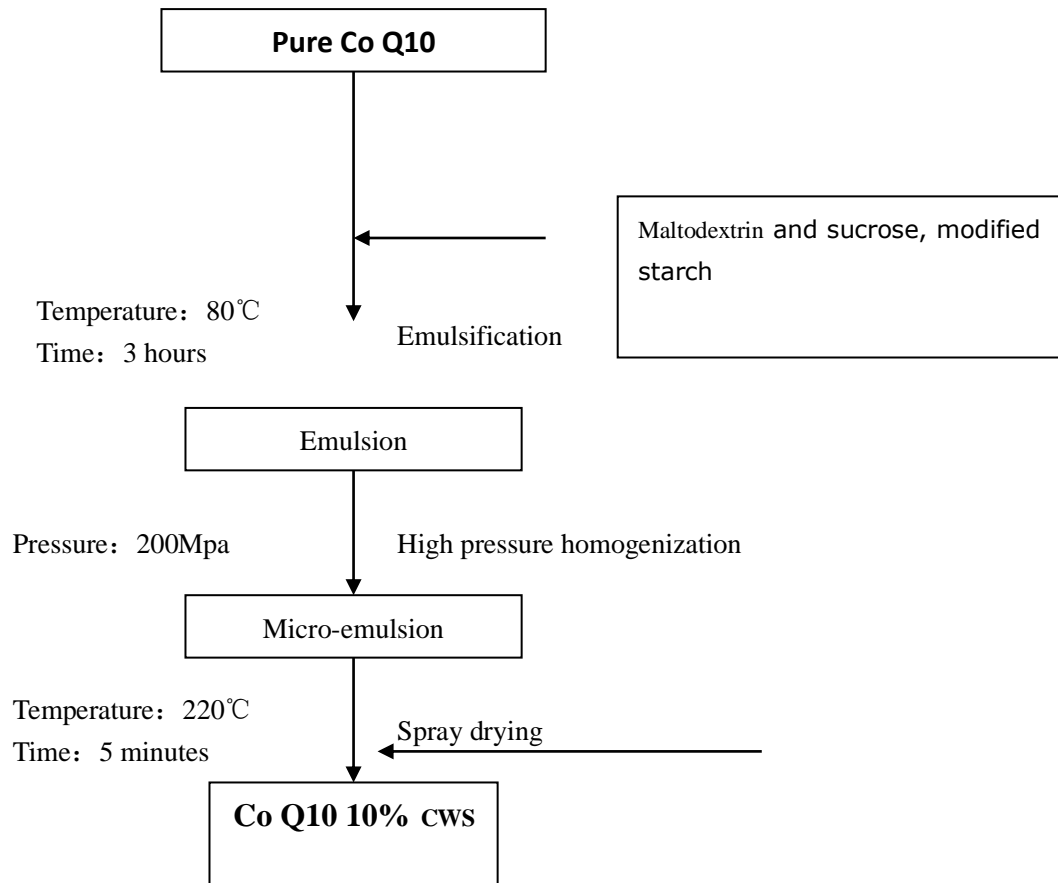 Pure Co Q10
Maltodextrin and sucrose, modified
starch
Temperature：80℃
Time：3 hours
Emulsification
Emulsion
Pressure：200Mpa
High pressure homogenization
Micro-emulsion
Temperature：220℃
Time：5 minutes
Spray drying
Co Q10 10% CWS